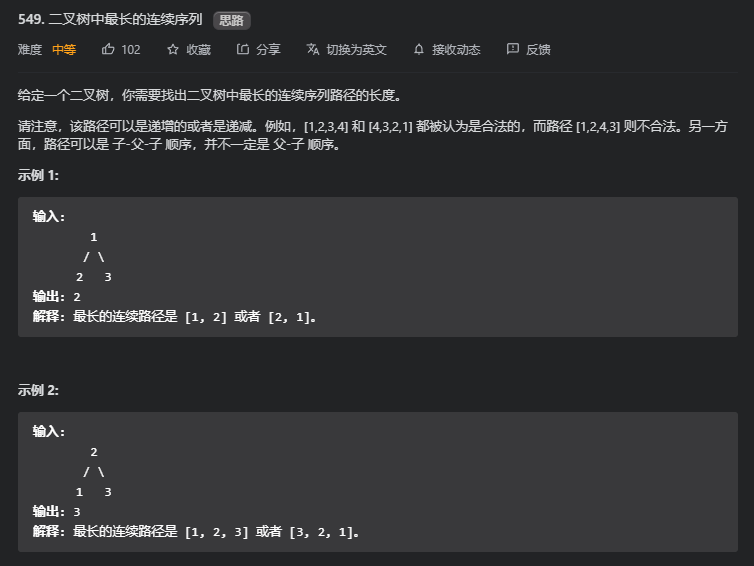 549. 二叉树中最长的连续序列 思路
难度 中等 102 收藏 分享 切换为英文 接收动态 反馈
给定一个二叉树，你需要找出二叉树中最长的连续序列路径的长度。
请注意，该路径可以是递增的或者是递减。例如，[1,2,3,4] 和 [4,3,2,1] 都被认为是合法的，而路径 [1,2,4,3] 则不合法。另一方
面，路径可以是 子-父-子 顺序，并不一定是 父-子 顺序。
示例 1:
输入:
1
/ \
2 3
输出: 2
解释: 最长的连续路径是 [1, 2] 或者 [2, 1]。
示例 2:
输入:
2
/ \
1 3
输出: 3
解释: 最长的连续路径是 [1, 2, 3] 或者 [3, 2, 1]。